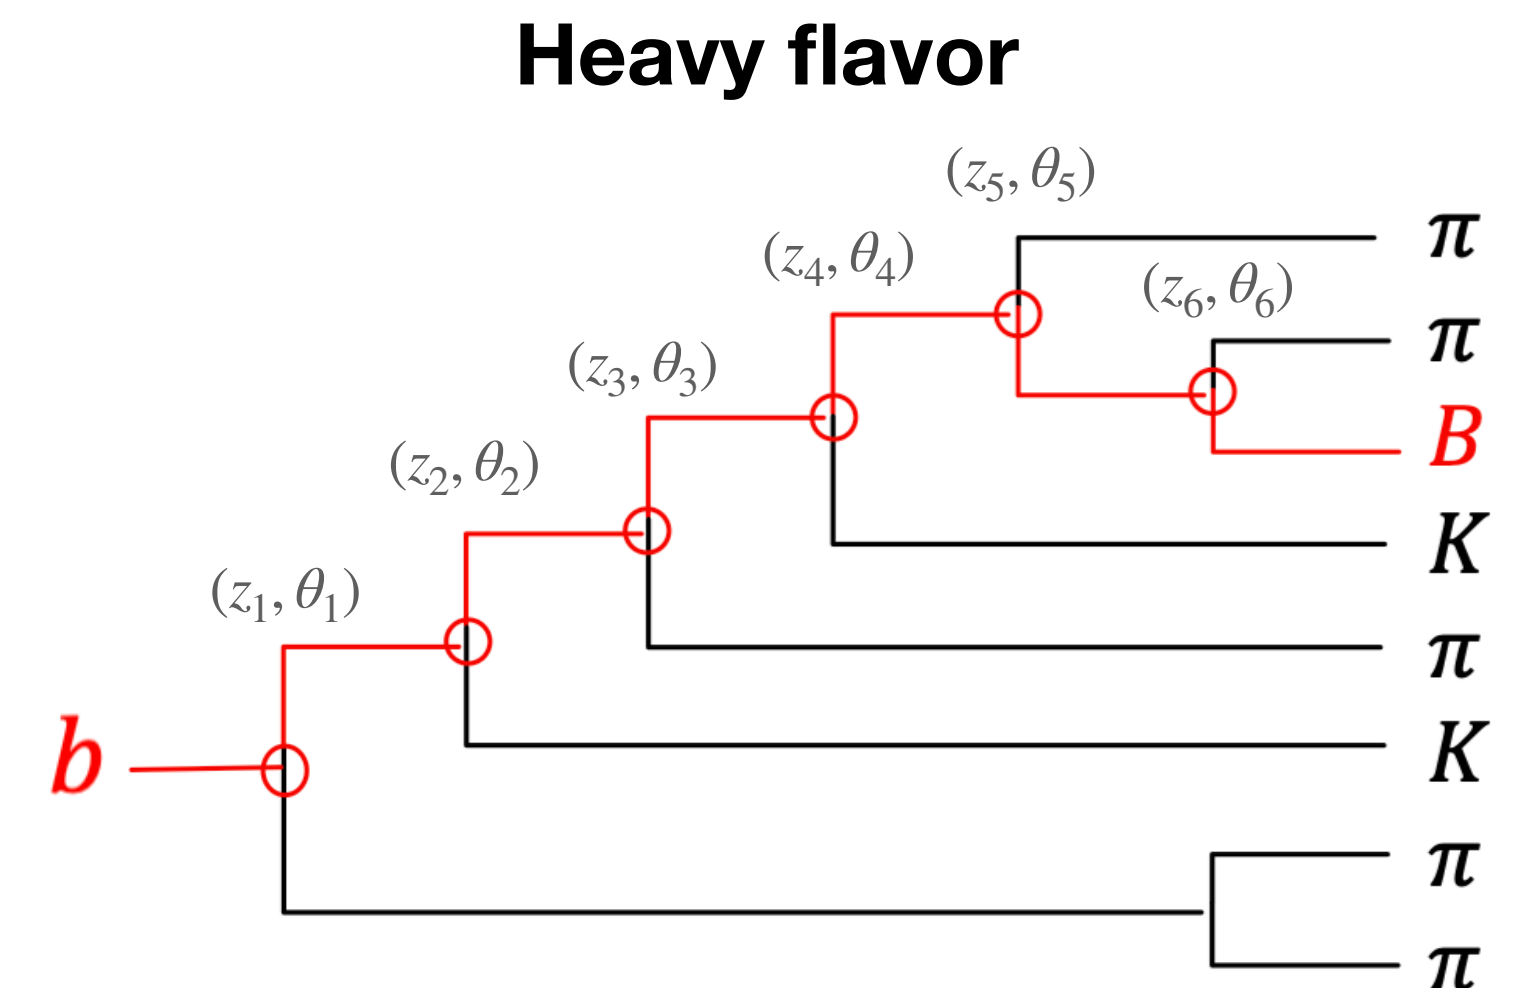 Heavy flavor
(z₅, θ₅)
π
(z₄, θ₄)
(z₆, θ₆)
π
(z₃, θ₃)
B
(z₂, θ₂)
K
(z₁, θ₁)
π
b
K
π
π